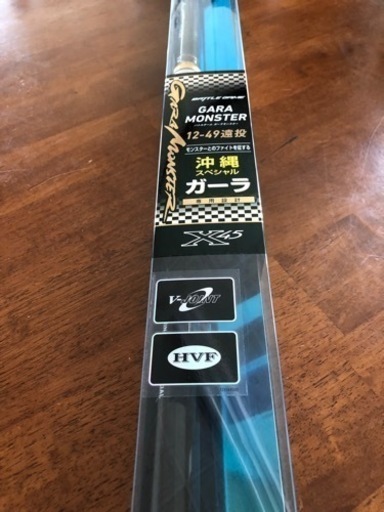 BATTLE GAME
GARA
MONSTER
12-49遠投
モンスターとのファイトを征する
沖縄
スペシャル
ガーラ
専用設計
GARA MONSTER
X45
V-JOINT
HVF